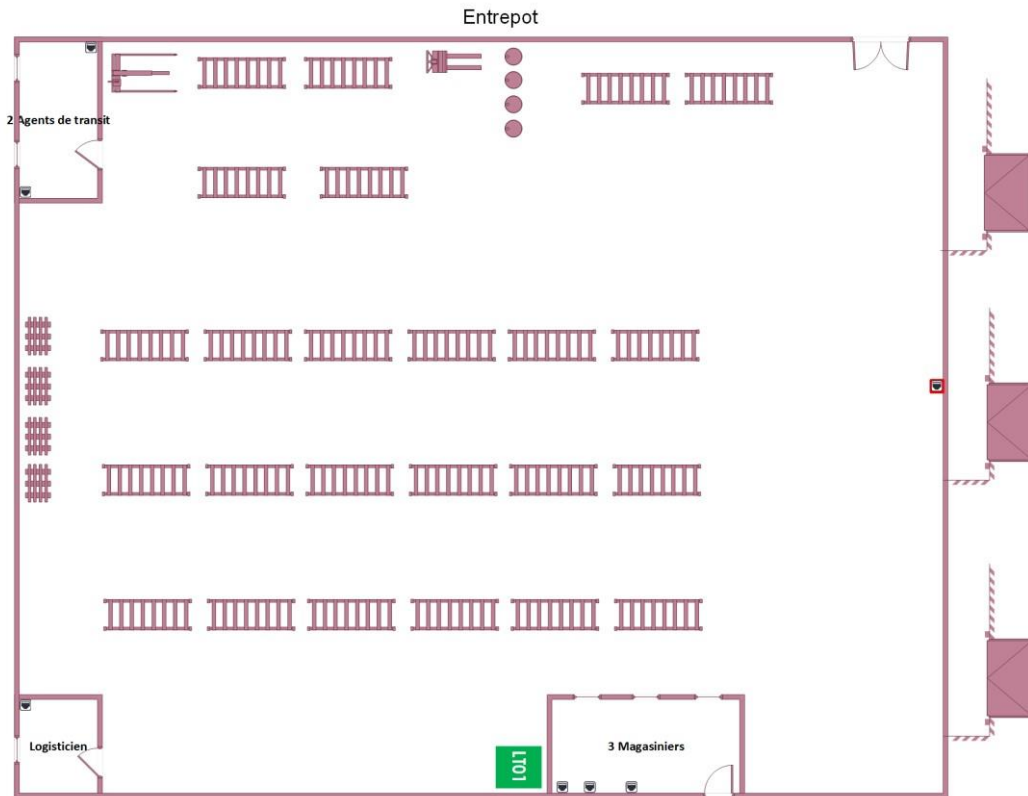 Entrepot
2 Agents de transit
Logisticien
3 Magasiniers
LT01